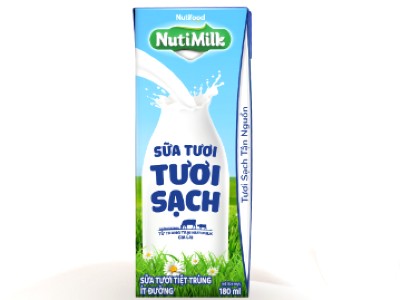 Nutifood
NutiMilk
SỮA TƯƠI
TƯƠI
SẠCH
SỮA TƯƠI TIỆT TRÙNG
ÍT ĐƯỜNG
180 ml
Tươi Sạch Tận Nguồn